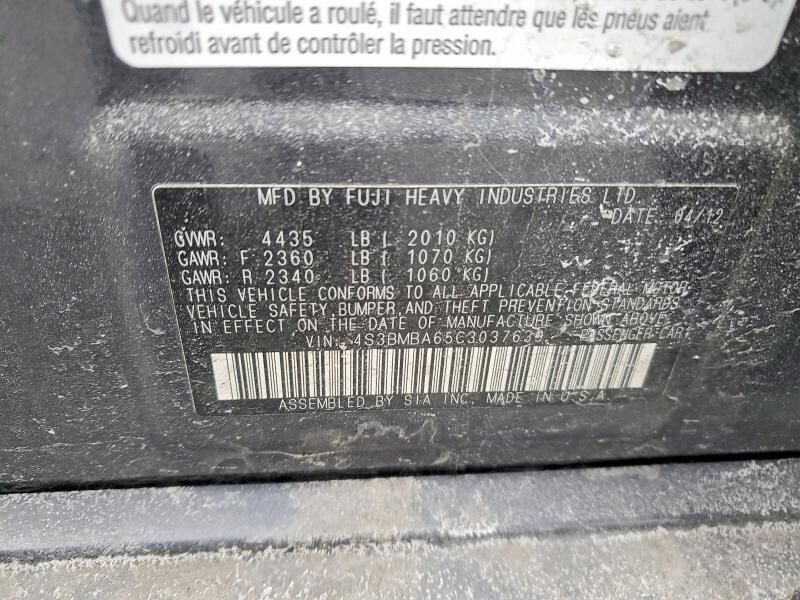 Quand le véhicule a roulé, il faut attendre que les pneus aient
refroidi avant de contrôler la pression.
MFD BY FUJI HEAVY INDUSTRIES LTD.
DATE: 04/12
GVWR: 4435 LB ( 2010 KG)
GAWR: F 2360 LB ( 1070 KG)
GAWR: R 2340 LB ( 1060 KG)
THIS VEHICLE CONFORMS TO ALL APPLICABLE FEDERAL MOTOR
VEHICLE SAFETY, BUMPER, AND THEFT PREVENTION STANDARDS
IN EFFECT ON THE DATE OF MANUFACTURE SHOWN ABOVE.
VIN: 4S3BMBA65C3037639 PASSENGER CAR
ASSEMBLED BY SIA INC. MADE IN U.S.A.